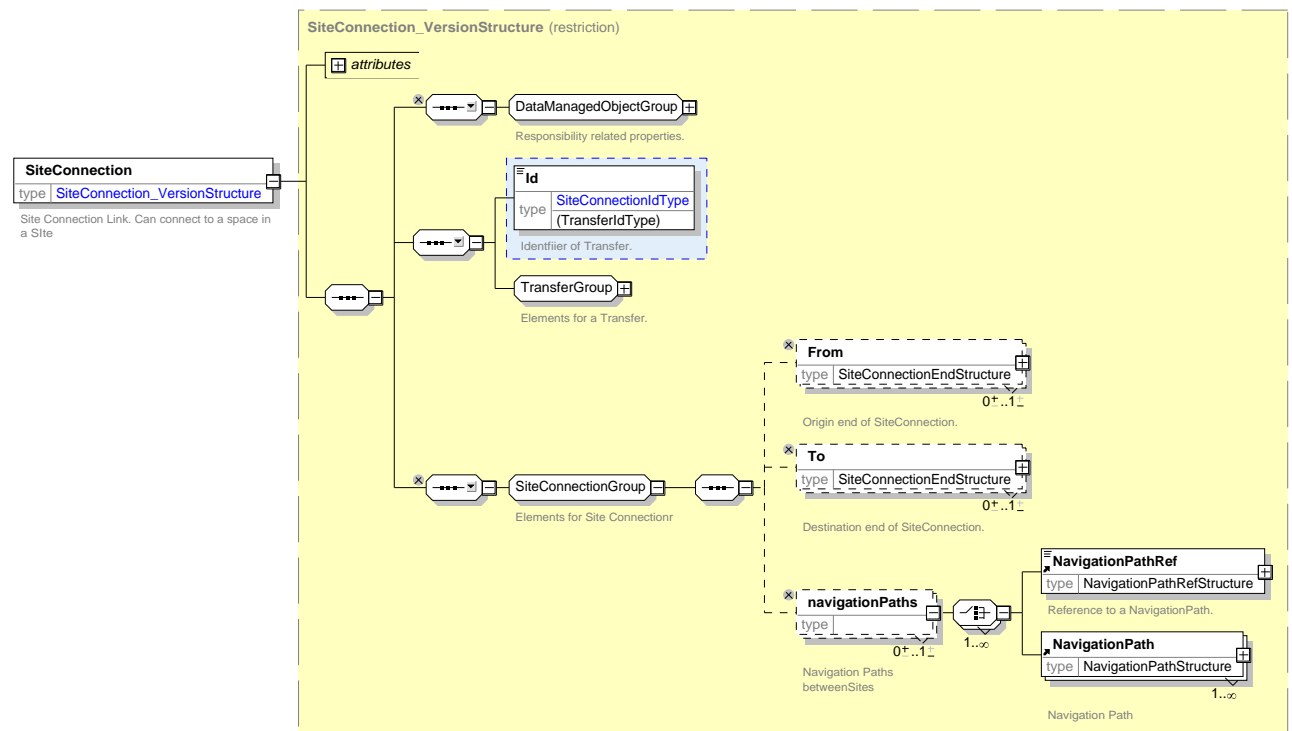 SiteConnection_VersionStructure (restriction)
attributes
DataManagedObjectGroup
Responsibility related properties.
SiteConnection
type SiteConnection_VersionStructure
Site Connection Link. Can connect to a space in
a SIte
Id
type SiteConnectionIdType
(TransferIdType)
Identfiier of Transfer.
TransferGroup
Elements for a Transfer.
From
type SiteConnectionEndStructure
0..1
Origin end of SiteConnection.
To
type SiteConnectionEndStructure
0..1
Destination end of SiteConnection.
SiteConnectionGroup
Elements for Site Connectionr
navigationPaths
type
0..1
Navigation Paths
betweenSites
1..∞
NavigationPathRef
type NavigationPathRefStructure
Reference to a NavigationPath.
NavigationPath
type NavigationPathStructure
1..∞
Navigation Path